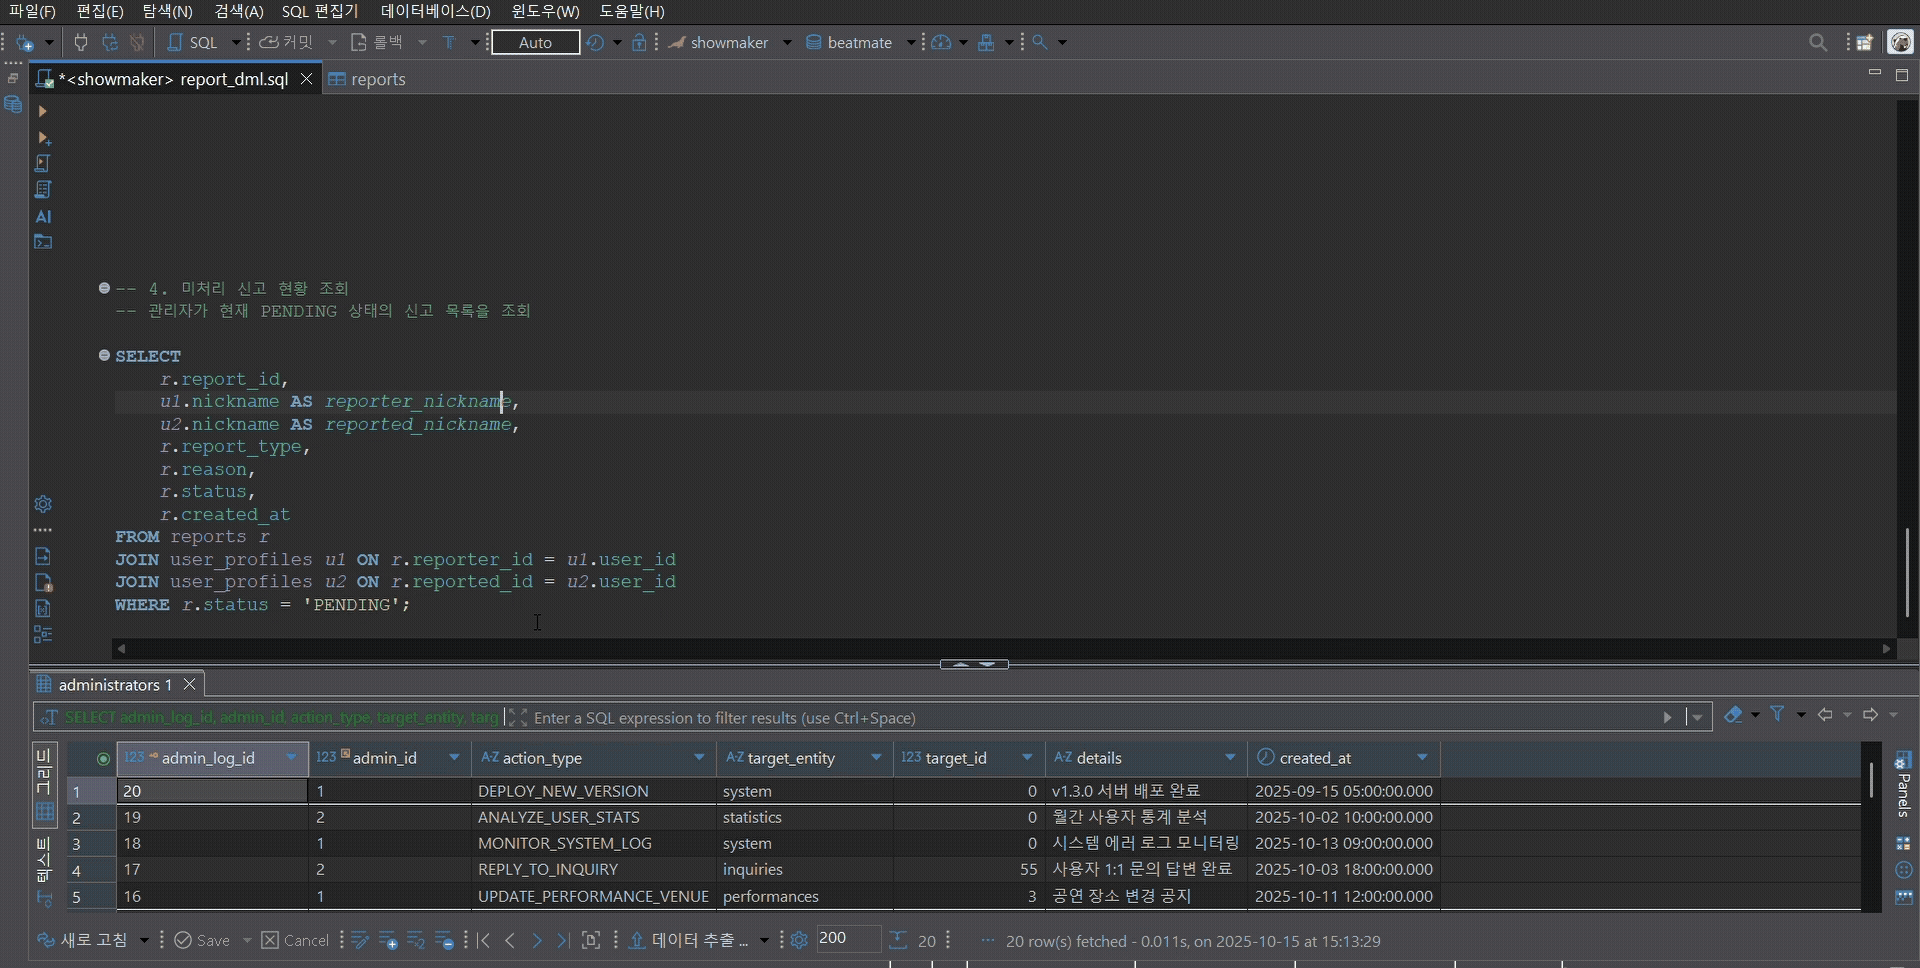 파일(F) 편집(E) 탐색(N) 검색(A) SQL 편집기 데이터베이스(D) 윈도우(W) 도움말(H)
SQL 커밋 롤백 T Auto showmaker beatmate
*<showmaker> report_dml.sql reports
AI
-- 4. 미처리 신고 현황 조회
-- 관리자가 현재 PENDING 상태의 신고 목록을 조회
SELECT
r.report_id,
u1.nickname AS reporter_nickname,
u2.nickname AS reported_nickname,
r.report_type,
r.reason,
r.status,
r.created_at
FROM reports r
JOIN user_profiles u1 ON r.reporter_id = u1.user_id
JOIN user_profiles u2 ON r.reported_id = u2.user_id
WHERE r.status = 'PENDING';
administrators 1
SELECT admin_log_id, admin_id, action_type, target_entity, targ Enter a SQL expression to filter results (use Ctrl+Space)
그리드
텍스트
Panels
123 admin_log_id 123 admin_id A-Z action_type A-Z target_entity 123 target_id A-Z details created_at
1 20 1 DEPLOY_NEW_VERSION system 0 v1.3.0 서버 배포 완료 2025-09-15 05:00:00.000
2 19 2 ANALYZE_USER_STATS statistics 0 월간 사용자 통계 분석 2025-10-02 10:00:00.000
3 18 1 MONITOR_SYSTEM_LOG system 0 시스템 에러 로그 모니터링 2025-10-13 09:00:00.000
4 17 2 REPLY_TO_INQUIRY inquiries 55 사용자 1:1 문의 답변 완료 2025-10-03 18:00:00.000
5 16 1 UPDATE_PERFORMANCE_VENUE performances 3 공연 장소 변경 공지 2025-10-11 12:00:00.000
새로 고침 Save Cancel 데이터 추출 ... 200 20 ... 20 row(s) fetched - 0.011s, on 2025-10-15 at 15:13:29